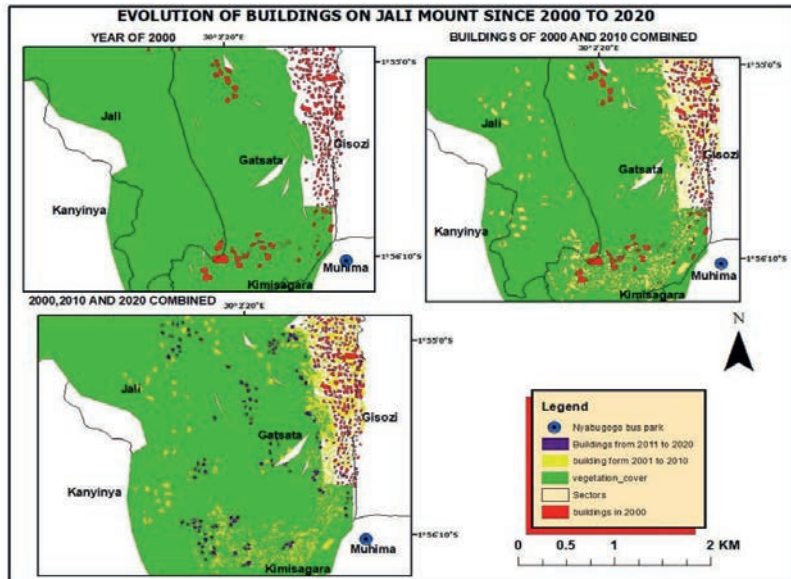 EVOLUTION OF BUILDINGS ON JALI MOUNT SINCE 2000 TO 2020
YEAR OF 2000
30°2'20"E
1°55'0"S
Jali
Gatsata
Gisozi
Kanyinya
1°56'10"S
Muhima
Kimisagara
BUILDINGS OF 2000 AND 2010 COMBINED
30°2'20"E
1°55'0"S
Jali
Gatsata
Gisozi
Kanyinya
1°56'10"S
Muhima
Kimisagara
2000,2010 AND 2020 COMBINED
30°2'20"E
1°55'0"S
Jali
Gisozi
Gatsata
Kanyinya
1°56'10"S
Muhima
Kimisagara
N
Legend
Nyabugogo bus park
Buildings from 2011 to 2020
building form 2001 to 2010
vegetation_cover
Sectors
buildings in 2000
0 0.5 1 2 KM